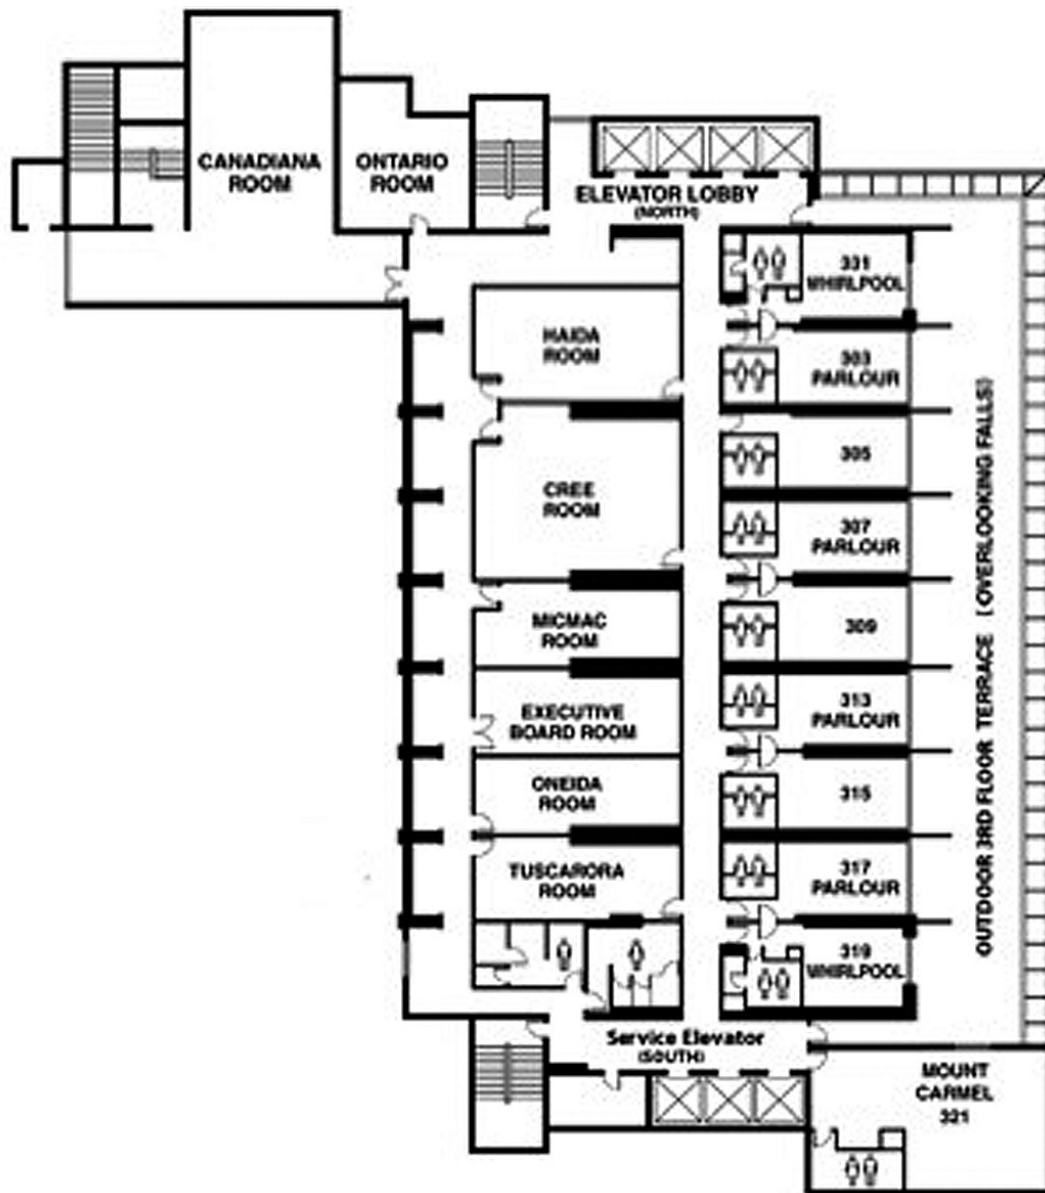 CANADIANA
ROOM
ONTARIO
ROOM
ELEVATOR LOBBY
(NORTH)
331
WHIRLPOOL
HAIDA
ROOM
303
PARLOUR
305
CREE
ROOM
307
PARLOUR
MICMAC
ROOM
309
EXECUTIVE
BOARD ROOM
313
PARLOUR
ONEIDA
ROOM
315
TUSCARORA
ROOM
317
PARLOUR
319
WHIRLPOOL
OUTDOOR 3RD FLOOR TERRACE (OVERLOOKING FALLS)
Service Elevator
(SOUTH)
MOUNT
CARMEL
321